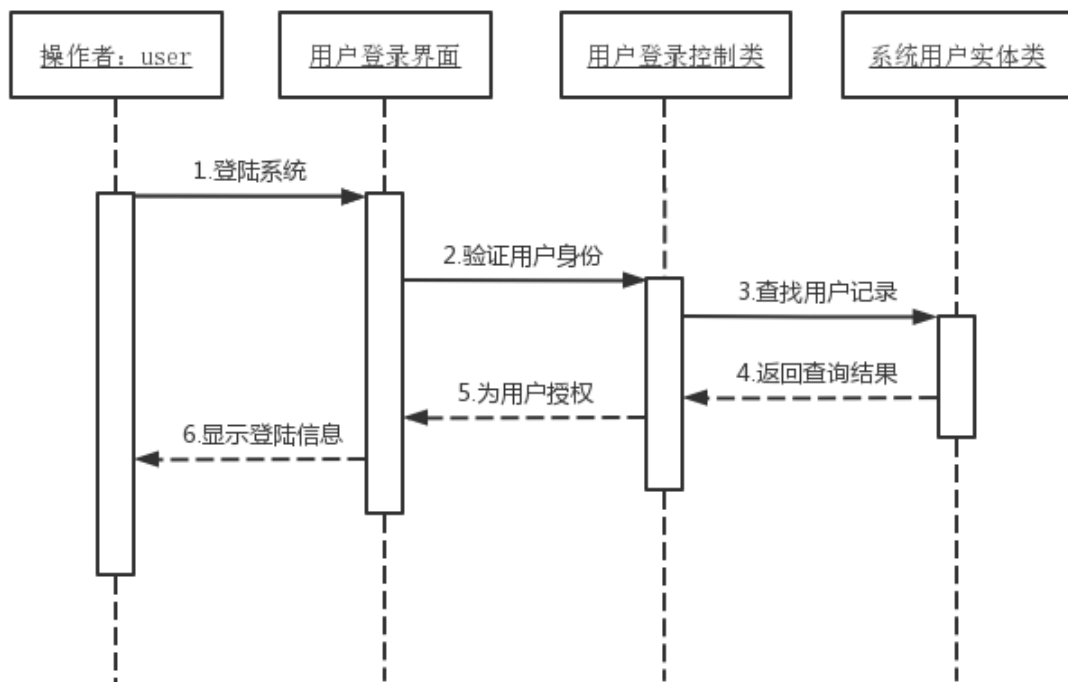 操作者：user
用户登录界面
用户登录控制类
系统用户实体类
1.登陆系统
2.验证用户身份
3.查找用户记录
4.返回查询结果
5.为用户授权
6.显示登陆信息